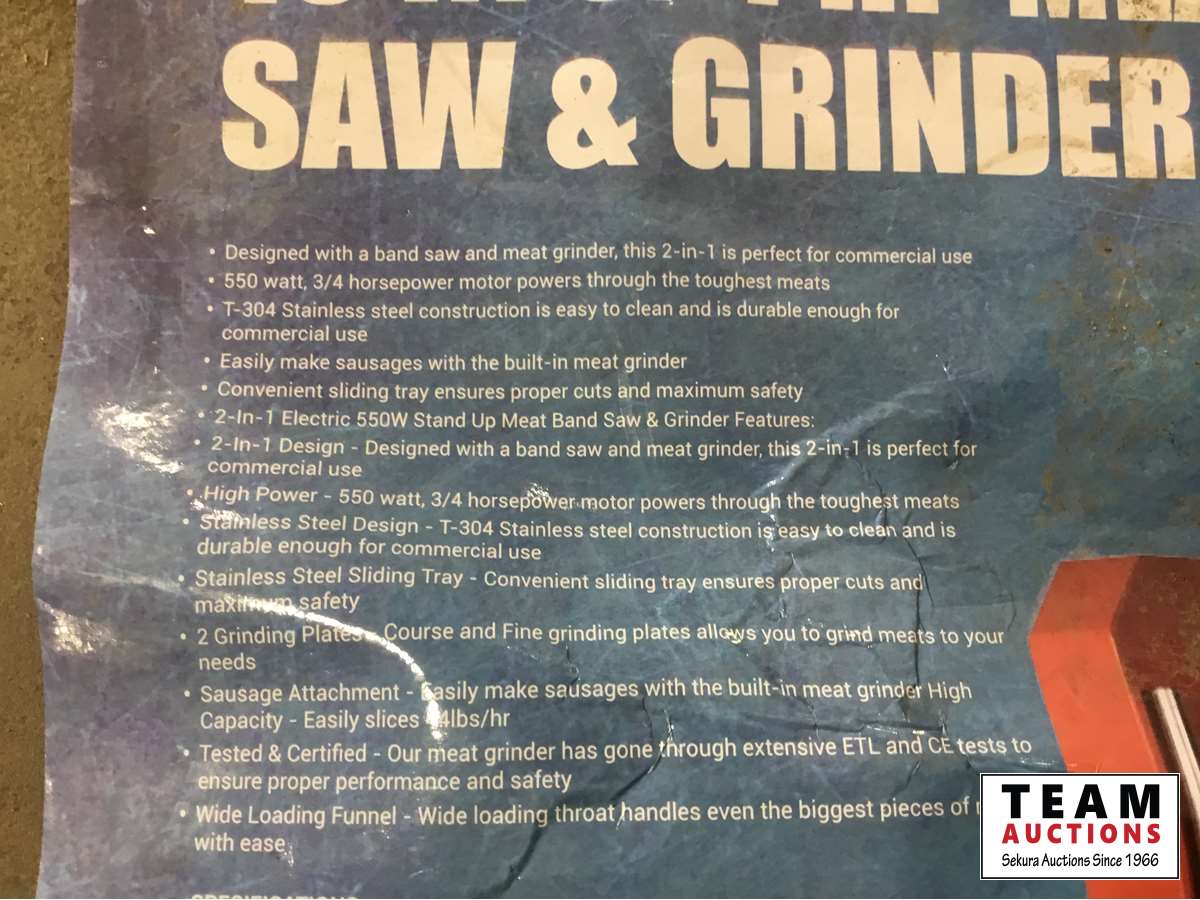 SAW & GRINDER
• Designed with a band saw and meat grinder, this 2-in-1 is perfect for commercial use
• 550 watt, 3/4 horsepower motor powers through the toughest meats
• T-304 Stainless steel construction is easy to clean and is durable enough for
commercial use
• Easily make sausages with the built-in meat grinder
• Convenient sliding tray ensures proper cuts and maximum safety
• 2-In-1 Electric 550W Stand Up Meat Band Saw & Grinder Features:
• 2-In-1 Design - Designed with a band saw and meat grinder, this 2-in-1 is perfect for
commercial use
• High Power - 550 watt, 3/4 horsepower motor powers through the toughest meats
• Stainless Steel Design - T-304 Stainless steel construction is easy to clean and is
durable enough for commercial use
• Stainless Steel Sliding Tray - Convenient sliding tray ensures proper cuts and
maximum safety
• 2 Grinding Plates - Course and Fine grinding plates allows you to grind meats to your
needs
• Sausage Attachment - Easily make sausages with the built-in meat grinder High
Capacity - Easily slices
• Tested & Certified - Our meat grinder has gone through extensive ETL and CE tests to
ensure proper performance and safety
• Wide Loading Funnel - Wide loading throat handles even the biggest pieces of
with ease
SPECIFICATIONS
TEAM
AUCTIONS
Sekura Auctions Since 1966